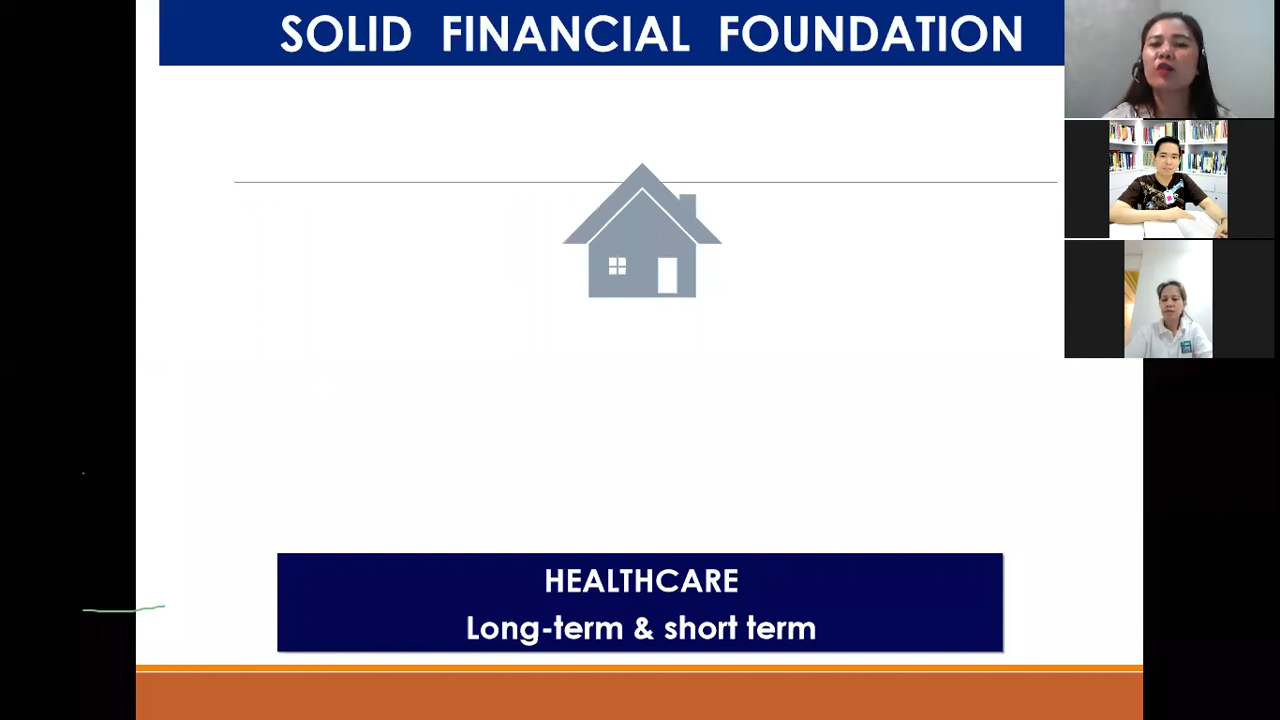 SOLID FINANCIAL FOUNDATION
HEALTHCARE
Long-term & short term